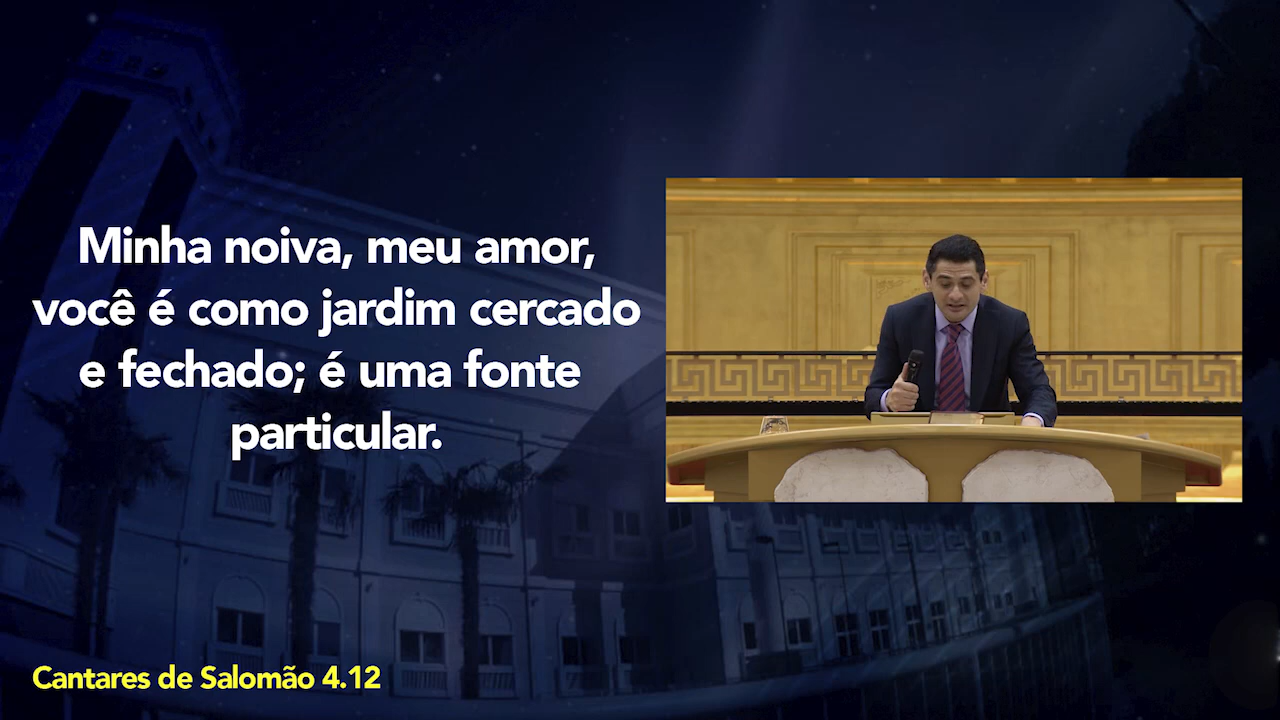 Minha noiva, meu amor,
você é como jardim cercado
e fechado; é uma fonte
particular.
Cantares de Salomão 4.12